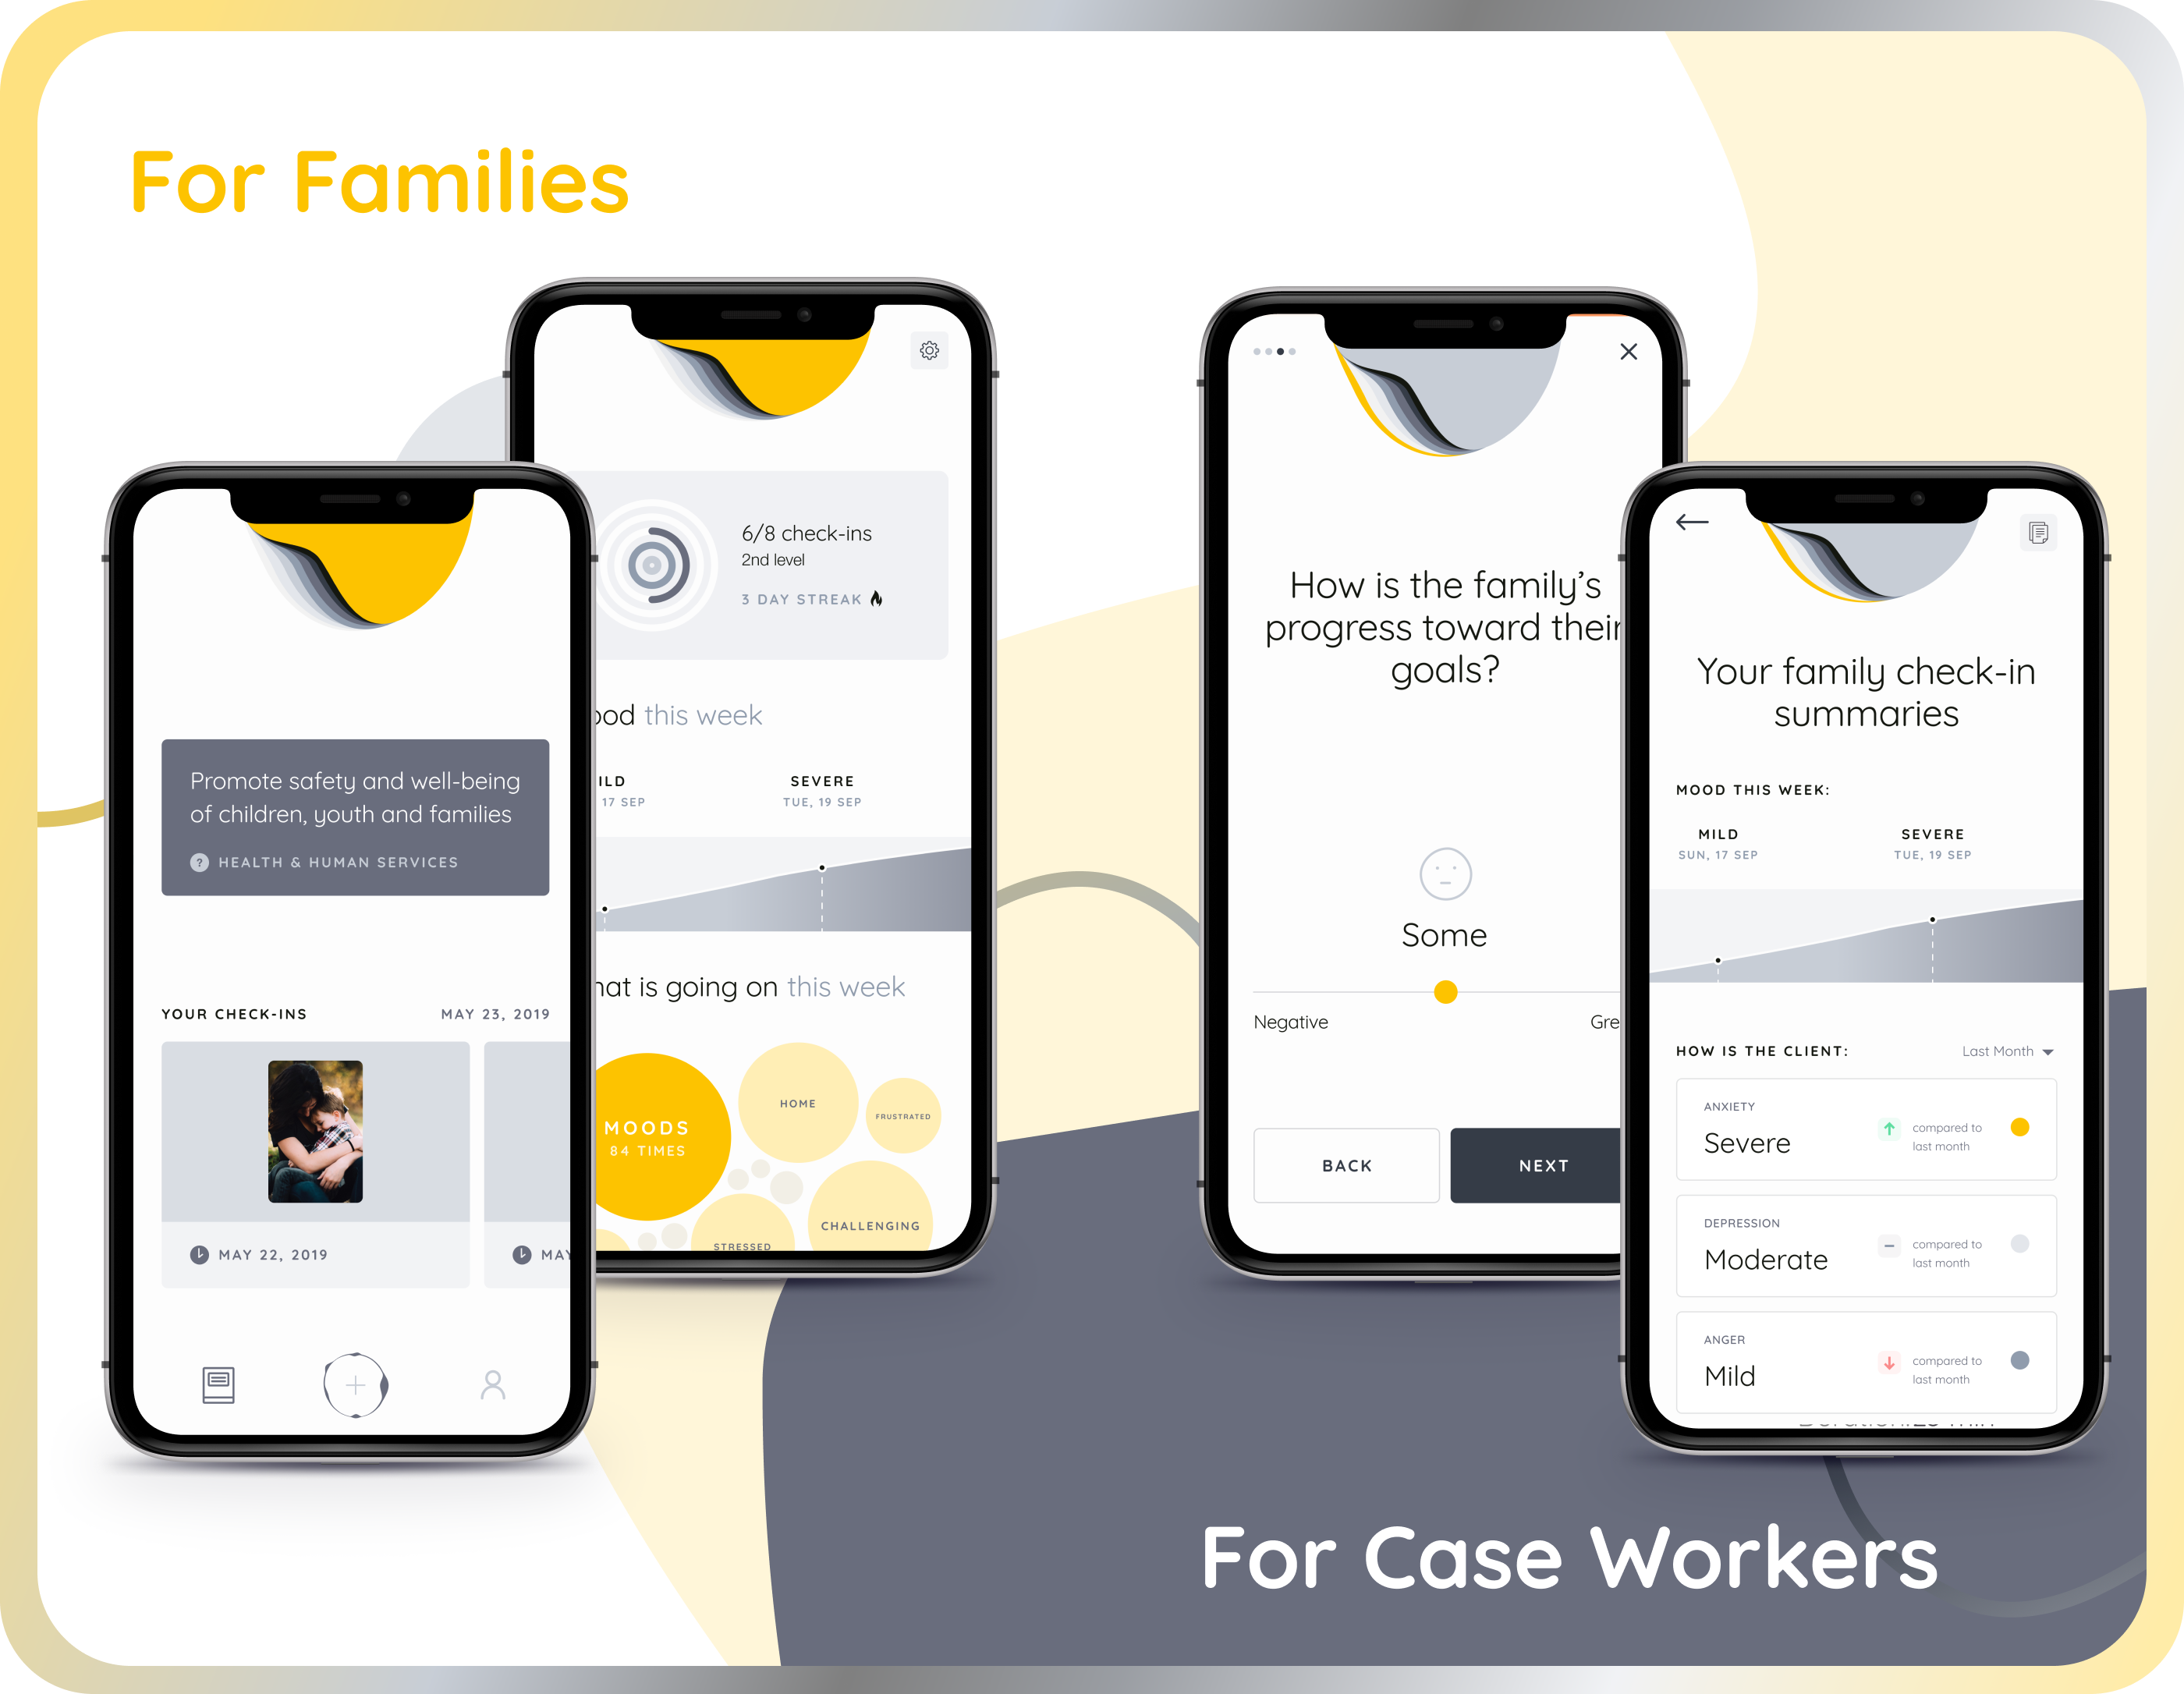 For Families
6/8 check-ins
2nd level
3 DAY STREAK
this week
SEVERE
17 SEP
TUE, 19 SEP
is going on this week
MOODS
84 TIMES
HOME
FRUSTRATED
CHALLENGING
STRESSED
Promote safety and well-being
of children, youth and families
? HEALTH & HUMAN SERVICES
YOUR CHECK-INS
MAY 23, 2019
MAY 22, 2019
MAY
How is the family's
progress toward their
goals?
Some
Negative
BACK
NEXT
Your family check-in
summaries
MOOD THIS WEEK:
MILD
SEVERE
SUN, 17 SEP
TUE, 19 SEP
HOW IS THE CLIENT:
Last Month
ANXIETY
Severe
compared to
last month
DEPRESSION
Moderate
compared to
last month
ANGER
Mild
compared to
last month
For Case Workers